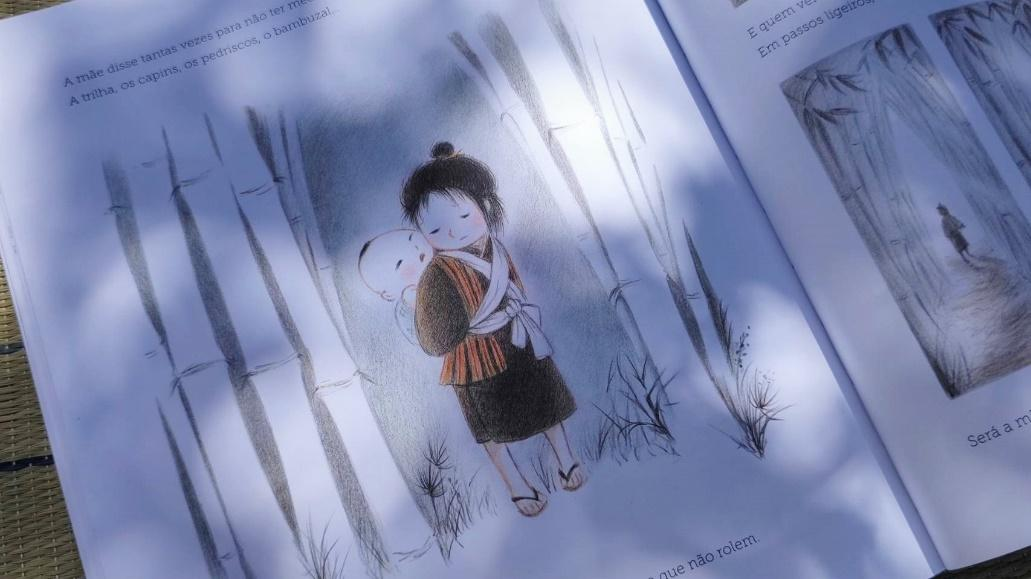 A mãe disse tantas vezes para não ter
A trilha, os capins, os pedriscos, o bambuzal...
que não rolem.
E quem
Em passos ligeiros,
Será a